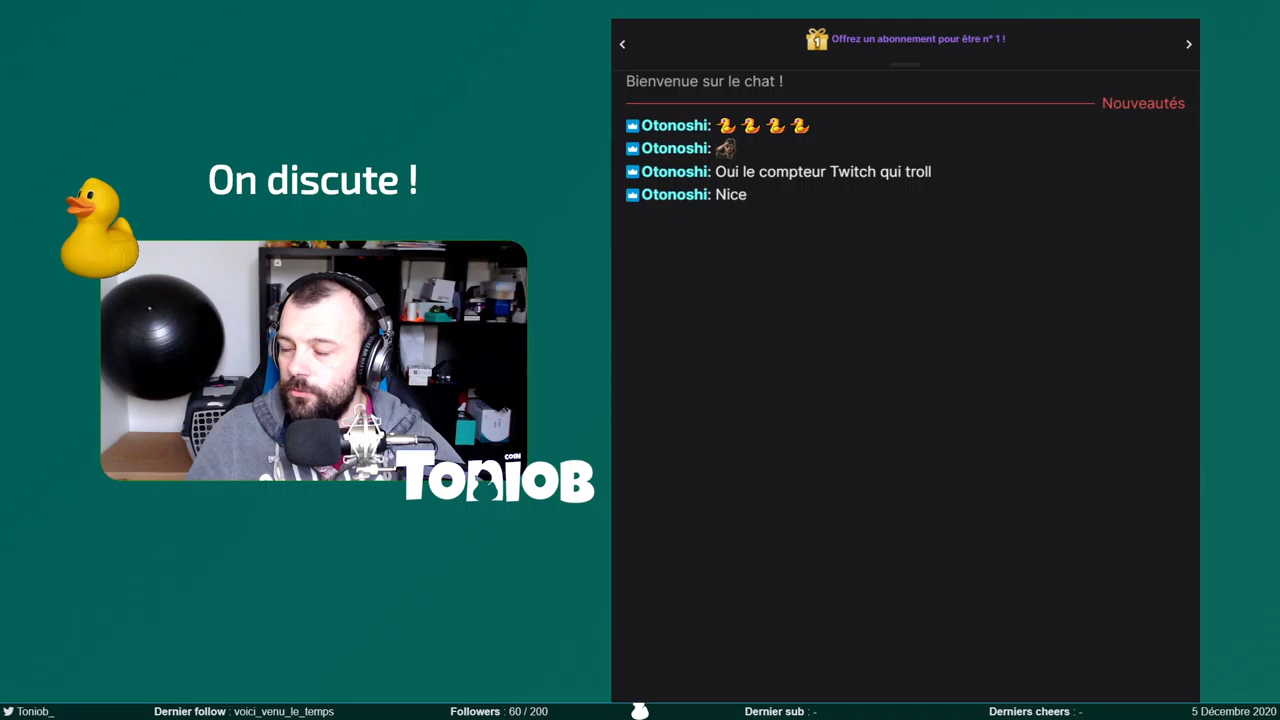 Offrez un abonnement pour être n° 1 !
1
Bienvenue sur le chat !
Nouveautés
Otonoshi:
Otonoshi:
Otonoshi: Oui le compteur Twitch qui troll
Otonoshi: Nice
On discute !
COIN
TONIOB
Toniob_
Dernier follow : voici_venu_le_temps
Followers : 60 / 200
Dernier sub : -
Derniers cheers : -
5 Décembre 2020